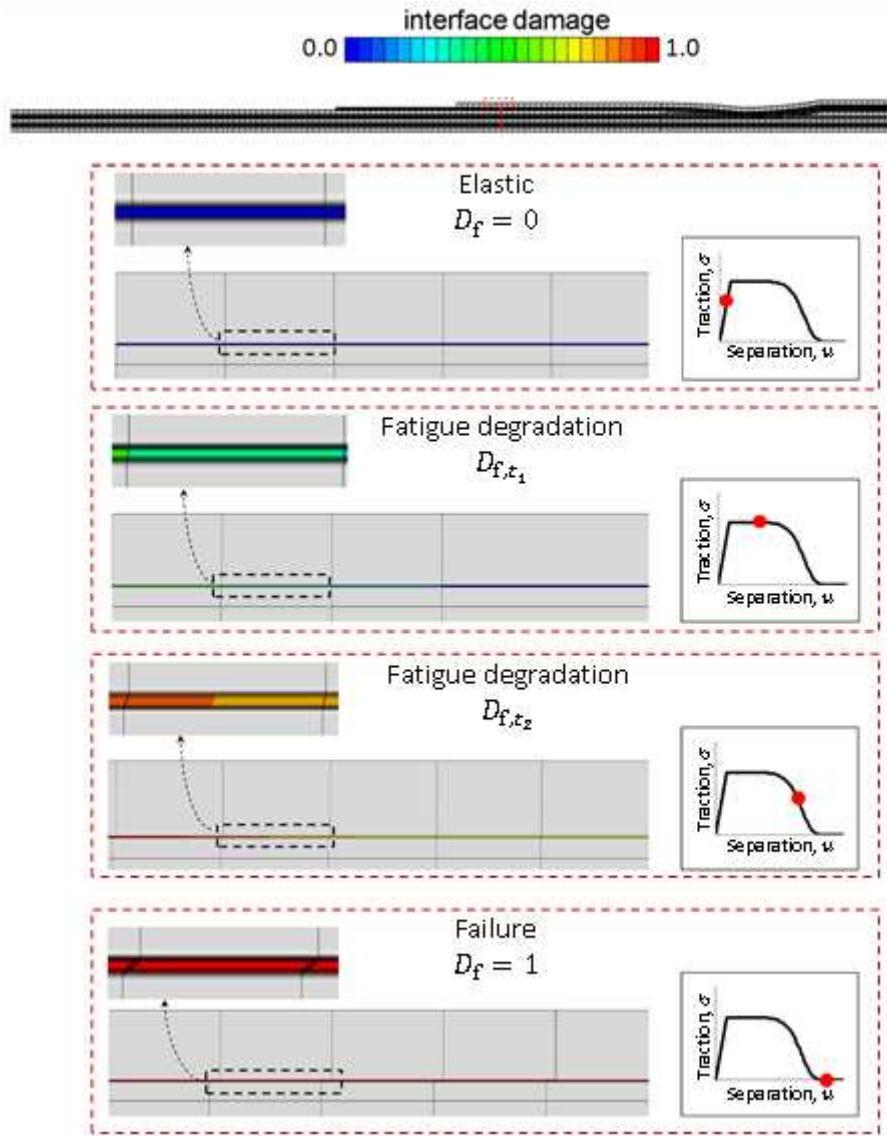 interface damage
0.0 1.0
Elastic
D_f = 0
Traction, σ
Separation, u
Fatigue degradation
D_f,t₁
Traction, σ
Separation, u
Fatigue degradation
D_f,t₂
Traction, σ
Separation, u
Failure
D_f = 1
Traction, σ
Separation, u